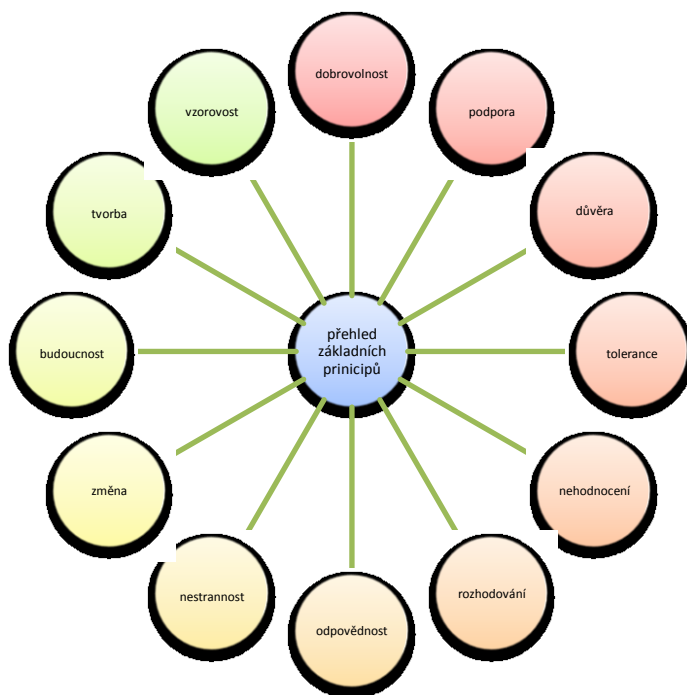 dobrovolnost
podpora
důvěra
tolerance
nehodnocení
rozhodování
odpovědnost
nestrannost
změna
budoucnost
tvorba
vzorovost
přehled
základních
prinicipů